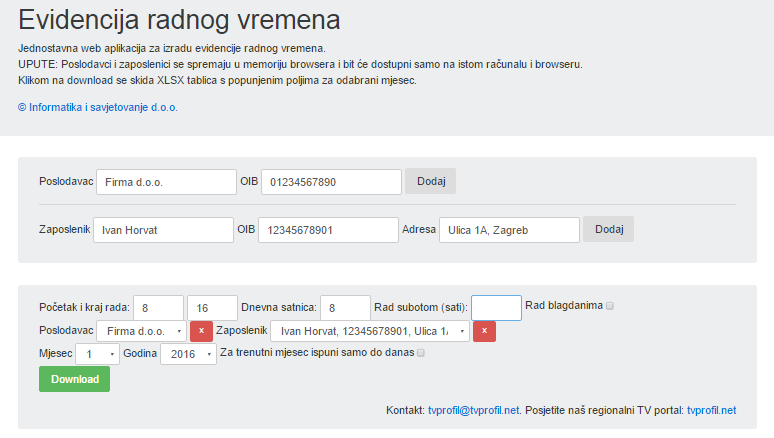 Evidencija radnog vremena
Jednostavna web aplikacija za izradu evidencije radnog vremena.
UPUTE: Poslodavci i zaposlenici se spremaju u memoriju browsera i bit će dostupni samo na istom računalu i browseru.
Klikom na download se skida XLSX tablica s popunjenim poljima za odabrani mjesec.
© Informatika i savjetovanje d.o.o.
Poslodavac Firma d.o.o. OIB 01234567890 Dodaj
Zaposlenik Ivan Horvat OIB 12345678901 Adresa Ulica 1A, Zagreb Dodaj
Početak i kraj rada: 8 16 Dnevna satnica: 8 Rad subotom (sati): Rad blagdanima
Poslodavac Firma d.o.o. x Zaposlenik Ivan Horvat, 12345678901, Ulica 1A x
Mjesec 1 Godina 2016 Za trenutni mjesec ispuni samo do danas
Download
Kontakt: tvprofil@tvprofil.net. Posjetite naš regionalni TV portal: tvprofil.net